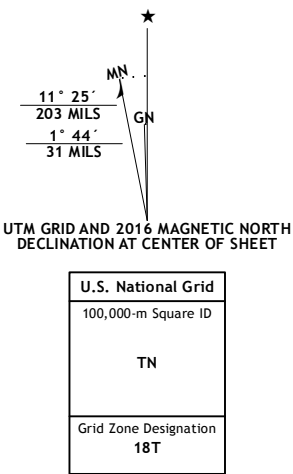 MN
GN
11° 25´
203 MILS
1° 44´
31 MILS
UTM GRID AND 2016 MAGNETIC NORTH
DECLINATION AT CENTER OF SHEET
U.S. National Grid
100,000-m Square ID
TN
Grid Zone Designation
18T